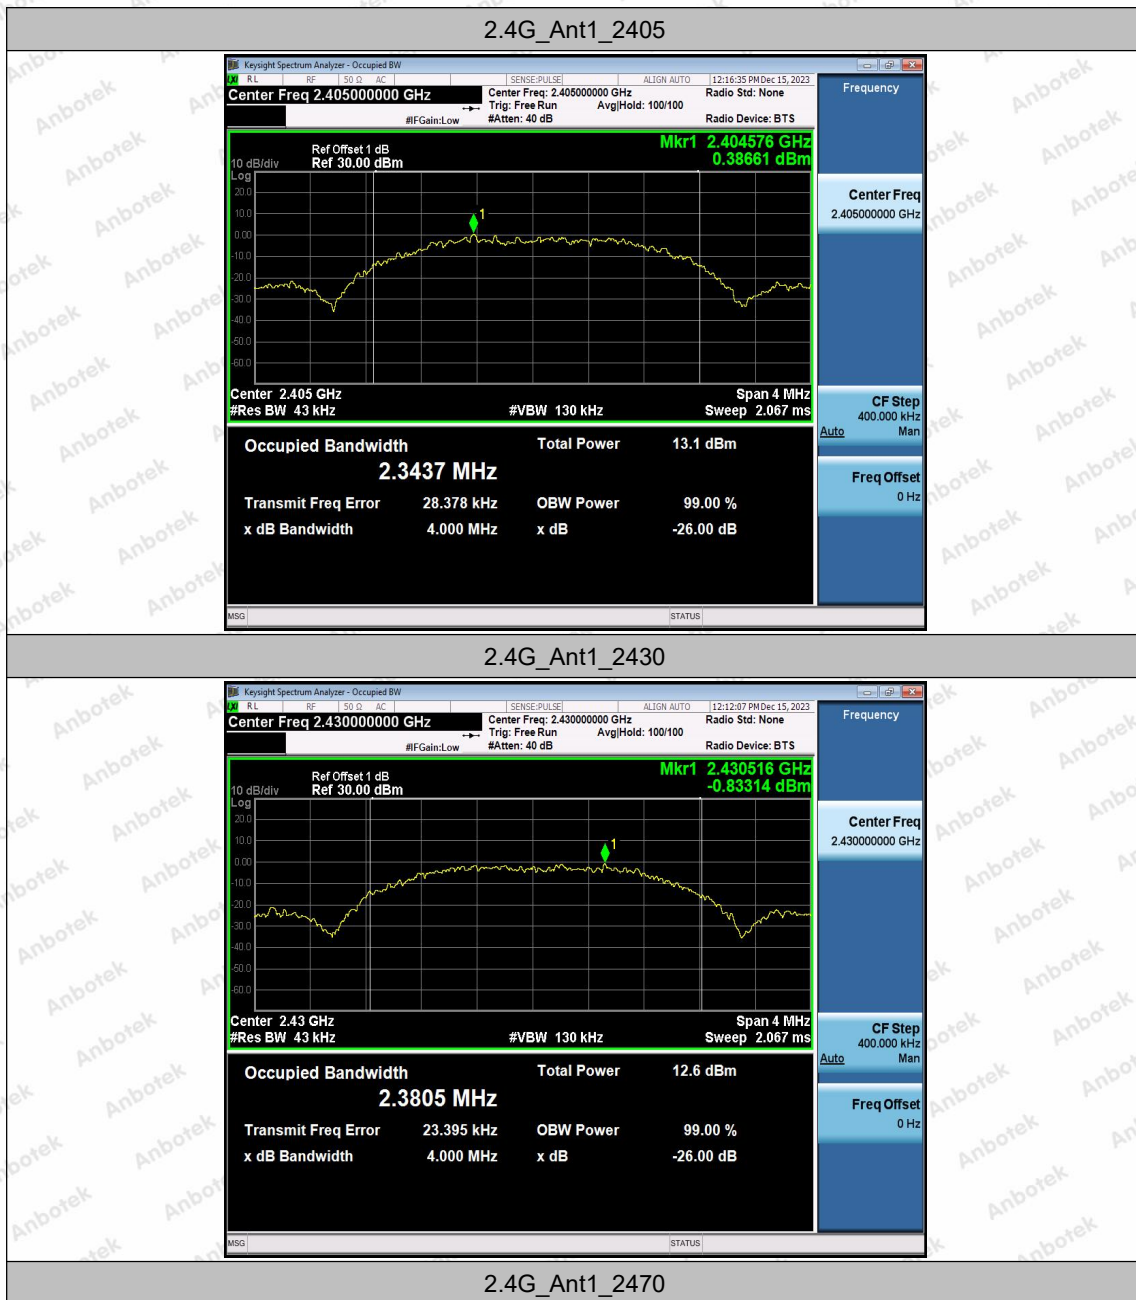 2.4G_Ant1_2405
Keysight Spectrum Analyzer - Occupied BW
LXI RL RF 50 Ω AC SENSE:PULSE ALIGN AUTO 12:16:35 PM Dec 15, 2023
Center Freq 2.405000000 GHz
Center Freq: 2.405000000 GHz Radio Std: None
Trig: Free Run Avg|Hold: 100/100
#IFGain:Low #Atten: 40 dB Radio Device: BTS
Frequency
Mkr1 2.404576 GHz
0.38661 dBm
Ref Offset 1 dB
10 dB/div Ref 30.00 dBm
Log
20.0
10.0
0.00
-10.0
-20.0
-30.0
-40.0
-50.0
-60.0
1
Center 2.405 GHz Span 4 MHz
#Res BW 43 kHz #VBW 130 kHz Sweep 2.067 ms
Center Freq
2.405000000 GHz
CF Step
400.000 kHz
Auto Man
Freq Offset
0 Hz
Occupied Bandwidth Total Power 13.1 dBm
2.3437 MHz
Transmit Freq Error 28.378 kHz OBW Power 99.00 %
x dB Bandwidth 4.000 MHz x dB -26.00 dB
MSG STATUS
2.4G_Ant1_2430
Keysight Spectrum Analyzer - Occupied BW
LXI RL RF 50 Ω AC SENSE:PULSE ALIGN AUTO 12:12:07 PM Dec 15, 2023
Center Freq 2.430000000 GHz
Center Freq: 2.430000000 GHz Radio Std: None
Trig: Free Run Avg|Hold: 100/100
#IFGain:Low #Atten: 40 dB Radio Device: BTS
Frequency
Mkr1 2.430516 GHz
-0.83314 dBm
Ref Offset 1 dB
10 dB/div Ref 30.00 dBm
Log
20.0
10.0
0.00
-10.0
-20.0
-30.0
-40.0
-50.0
-60.0
1
Center 2.43 GHz Span 4 MHz
#Res BW 43 kHz #VBW 130 kHz Sweep 2.067 ms
Center Freq
2.430000000 GHz
CF Step
400.000 kHz
Auto Man
Freq Offset
0 Hz
Occupied Bandwidth Total Power 12.6 dBm
2.3805 MHz
Transmit Freq Error 23.395 kHz OBW Power 99.00 %
x dB Bandwidth 4.000 MHz x dB -26.00 dB
MSG STATUS
2.4G_Ant1_2470
Anbotek